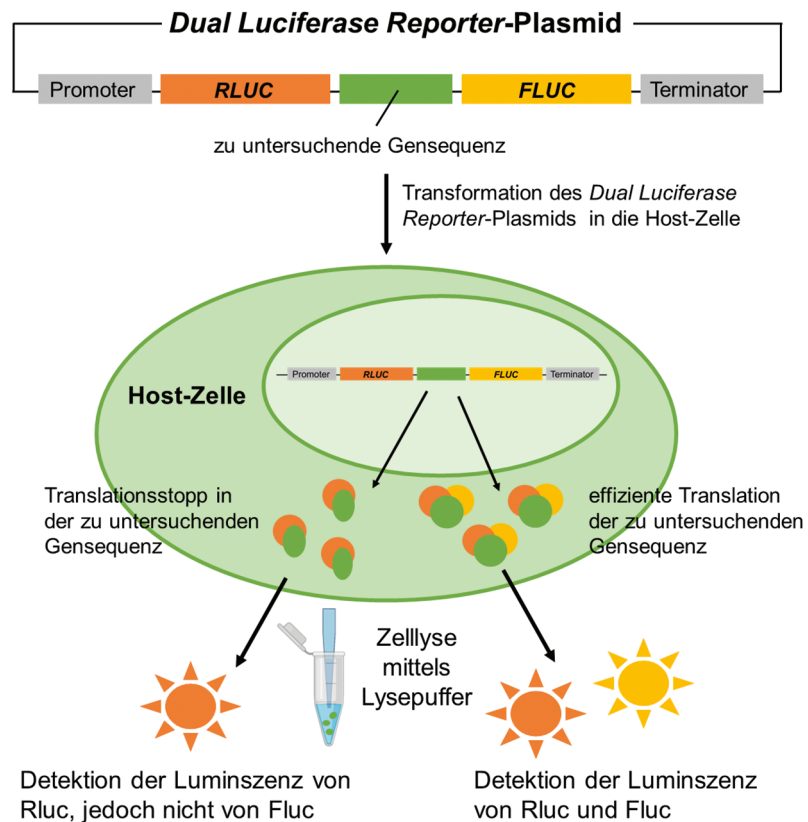 Dual Luciferase Reporter-Plasmid
Promoter RLUC FLUC Terminator
zu untersuchende Gensequenz
Transformation des Dual Luciferase
Reporter-Plasmids in die Host-Zelle
Promoter RLUC FLUC Terminator
Host-Zelle
Translationsstopp in
der zu untersuchenden
Gensequenz
effiziente Translation
der zu untersuchenden
Gensequenz
Zelllyse
mittels
Lysepuffer
Detektion der Luminszenz von
Rluc, jedoch nicht von Fluc
Detektion der Luminszenz
von Rluc und Fluc